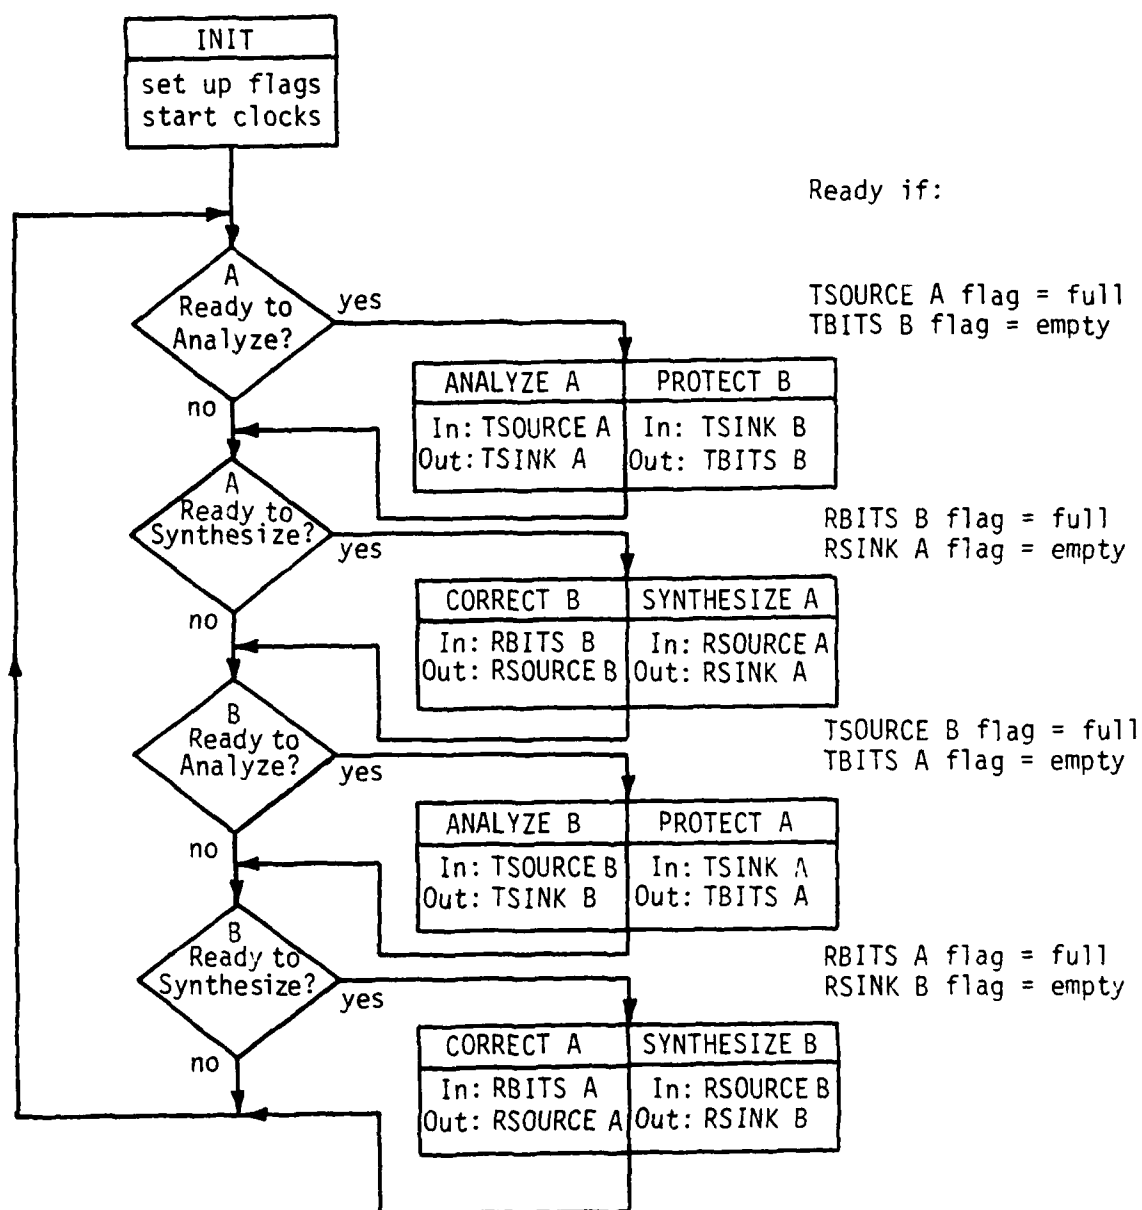 INIT
set up flags
start clocks
Ready if:
A
Ready to
Analyze?
yes
no
TSOURCE A flag = full
TBITS B flag = empty
ANALYZE A
In: TSOURCE A
Out: TSINK A
PROTECT B
In: TSINK B
Out: TBITS B
A
Ready to
Synthesize?
yes
no
RBITS B flag = full
RSINK A flag = empty
CORRECT B
In: RBITS B
Out: RSOURCE B
SYNTHESIZE A
In: RSOURCE A
Out: RSINK A
B
Ready to
Analyze?
yes
no
TSOURCE B flag = full
TBITS A flag = empty
ANALYZE B
In: TSOURCE B
Out: TSINK B
PROTECT A
In: TSINK A
Out: TBITS A
B
Ready to
Synthesize?
yes
no
RBITS A flag = full
RSINK B flag = empty
CORRECT A
In: RBITS A
Out: RSOURCE A
SYNTHESIZE B
In: RSOURCE B
Out: RSINK B